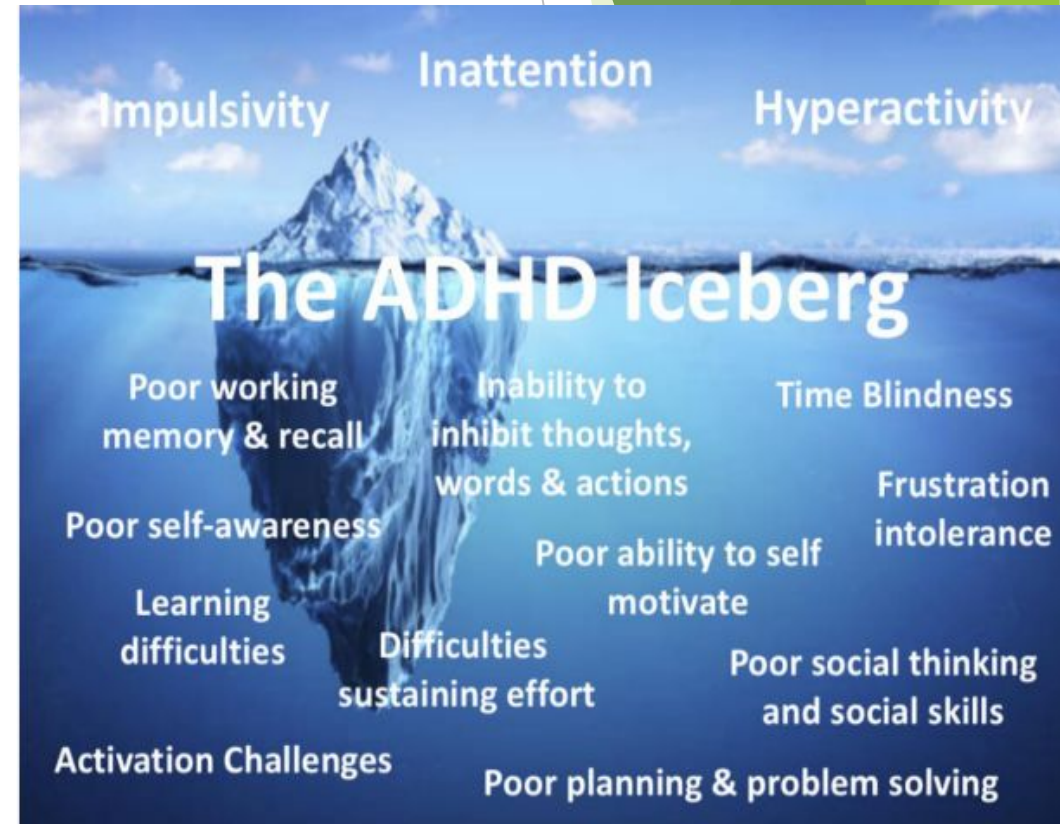 Inattention
Impulsivity
Hyperactivity
The ADHD Iceberg
Poor working
memory & recall
Inability to
inhibit thoughts,
words & actions
Time Blindness
Frustration
intolerance
Poor self-awareness
Poor ability to self
motivate
Learning
difficulties
Difficulties
sustaining effort
Poor social thinking
and social skills
Activation Challenges
Poor planning & problem solving